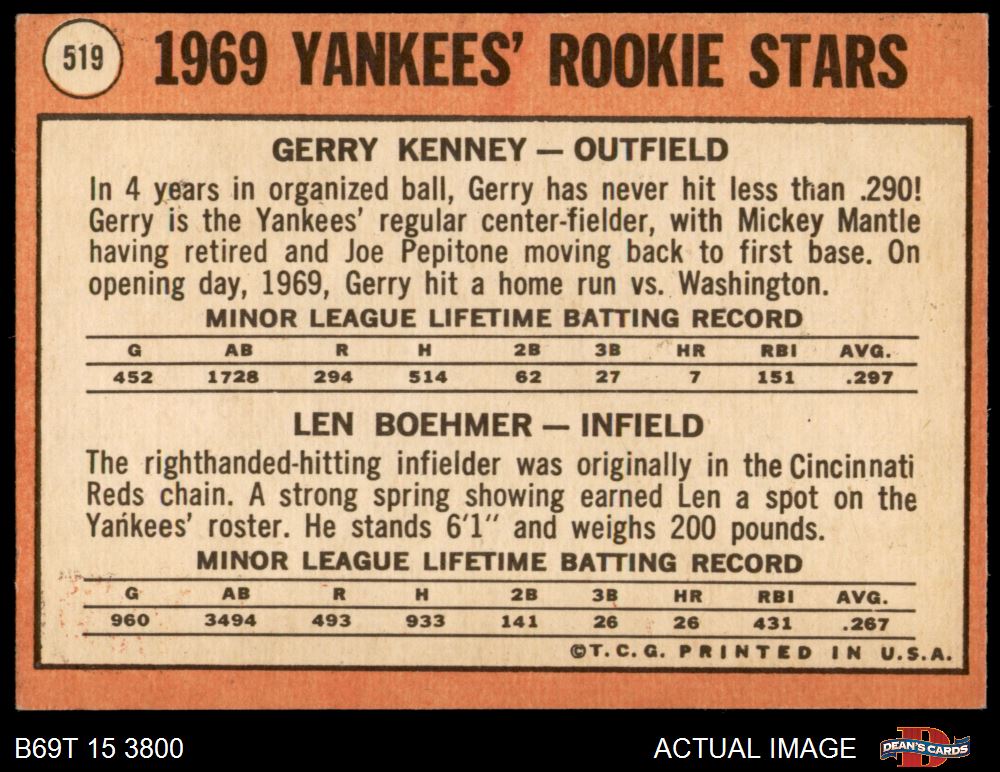 519
1969 YANKEES' ROOKIE STARS
GERRY KENNEY — OUTFIELD
In 4 years in organized ball, Gerry has never hit less than .290!
Gerry is the Yankees' regular center-fielder, with Mickey Mantle
having retired and Joe Pepitone moving back to first base. On
opening day, 1969, Gerry hit a home run vs. Washington.
MINOR LEAGUE LIFETIME BATTING RECORD
G AB R H 2B 3B HR RBI AVG.
452 1728 294 514 62 27 7 151 .297
LEN BOEHMER — INFIELD
The righthanded-hitting infielder was originally in the Cincinnati
Reds chain. A strong spring showing earned Len a spot on the
Yankees' roster. He stands 6'1" and weighs 200 pounds.
MINOR LEAGUE LIFETIME BATTING RECORD
G AB R H 2B 3B HR RBI AVG.
960 3494 493 933 141 26 26 431 .267
©T.C.G. PRINTED IN U.S.A.
B69T 15 3800
ACTUAL IMAGE
D
DEAN'S CARDS